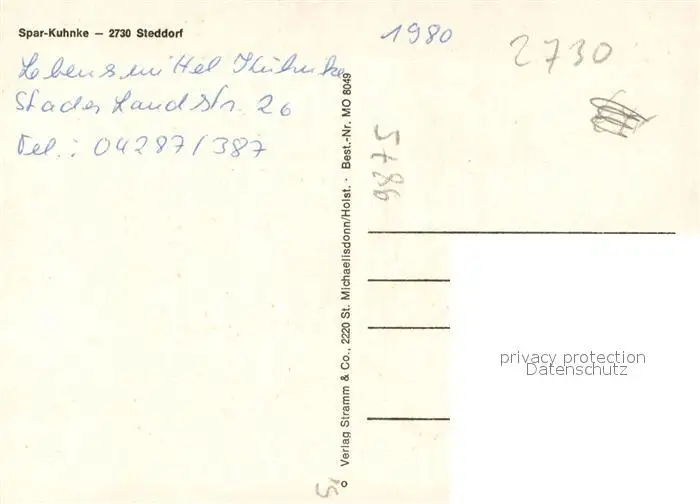 Spar-Kuhnke – 2730 Steddorf
Lebensmittel Kuhnke
Stader Landstr. 26
Tel.: 04287/387
Verlag Stramm & Co., 2220 St. Michaelisdonn/Holst. · Best.-Nr. MO 8049
1980
2730
9875
privacy protection
Datenschutz